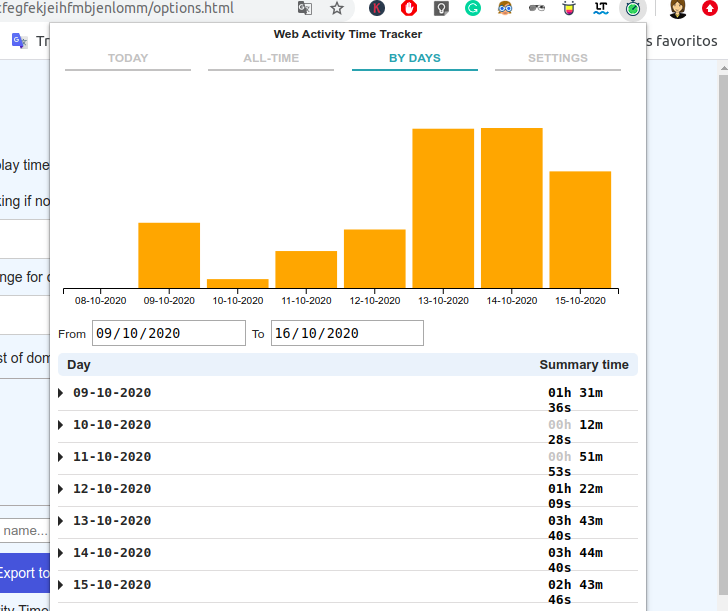 :fegfekjeihfmbjenlomm/options.html
Tr
s favoritos
Web Activity Time Tracker
TODAY ALL-TIME BY DAYS SETTINGS
08-10-2020 09-10-2020 10-10-2020 11-10-2020 12-10-2020 13-10-2020 14-10-2020 15-10-2020
From 09/10/2020 To 16/10/2020
Day Summary time
09-10-2020 01h 31m
36s
10-10-2020 00h 12m
28s
11-10-2020 00h 51m
53s
12-10-2020 01h 22m
09s
13-10-2020 03h 43m
40s
14-10-2020 03h 44m
40s
15-10-2020 02h 43m
46s
play time
king if no
nge for
st of dom
name...
Export to
ity Time